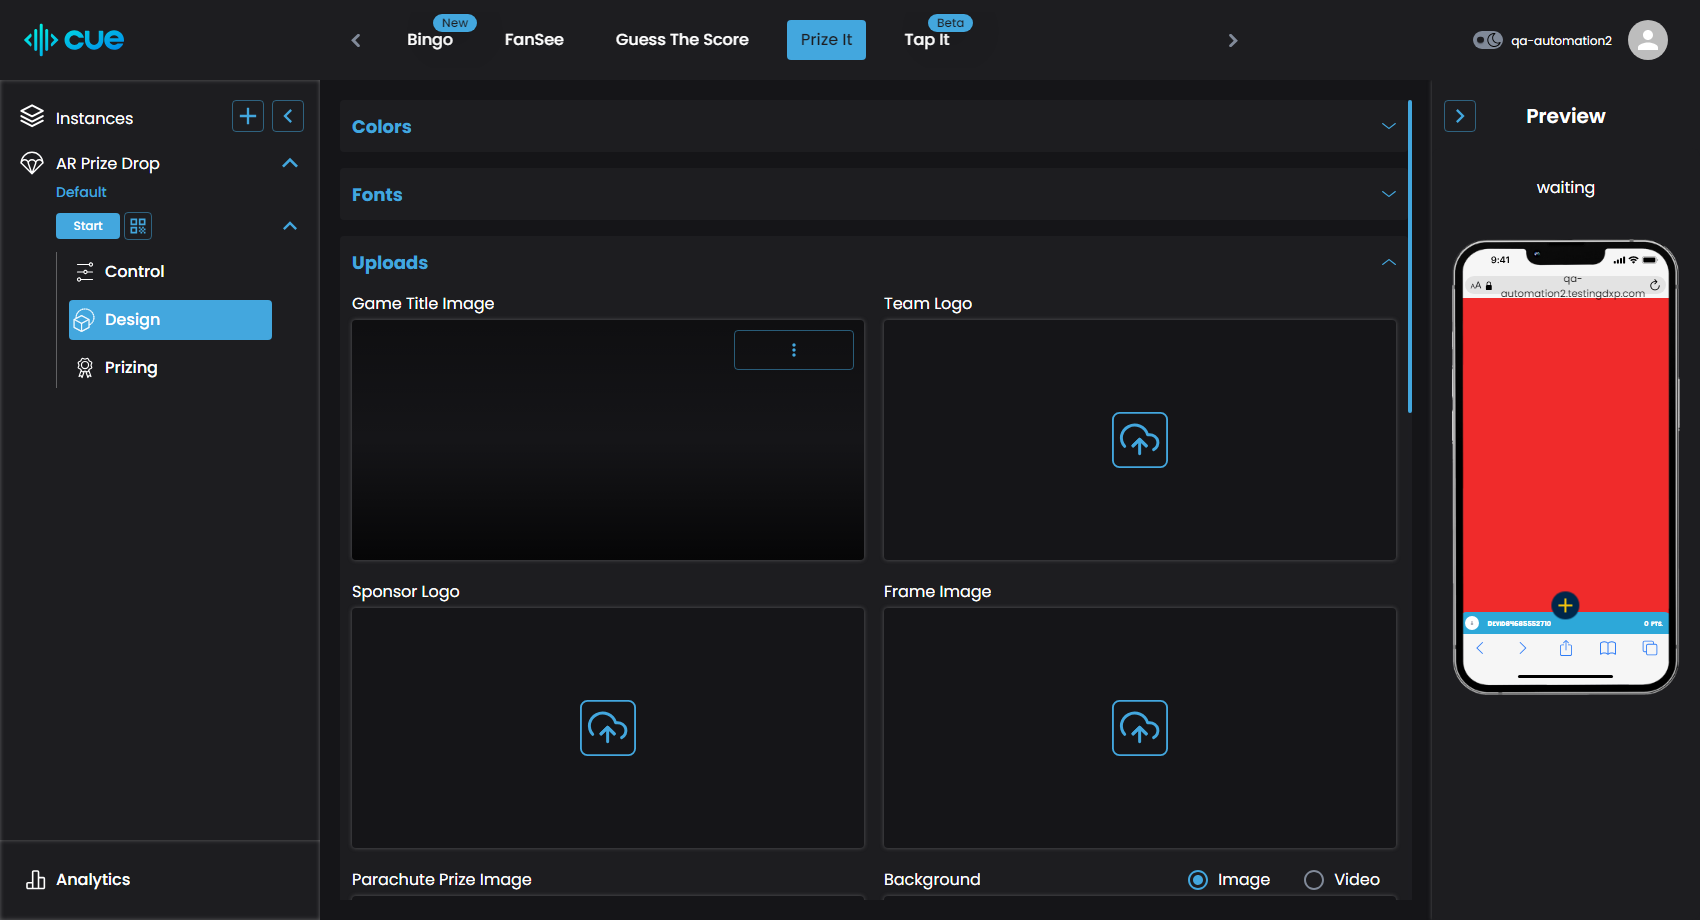 cue
Bingo
New
FanSee
Guess The Score
Prize It
Tap It
Beta
qa-automation2
Instances
AR Prize Drop
Default
Start
Control
Design
Prizing
Analytics
Colors
Fonts
Uploads
Game Title Image
Team Logo
Sponsor Logo
Frame Image
Parachute Prize Image
Background
Image
Video
Preview
waiting
9:41
AA
qa-
automation2.testingdxp.com
0 PTS.